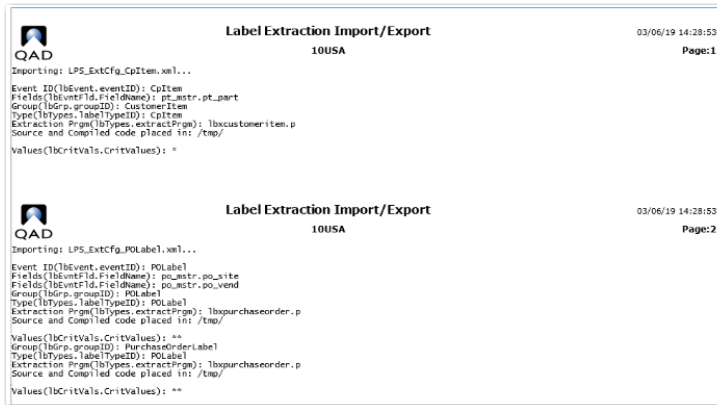 Label Extraction Import/Export
03/06/19 14:28:53
QAD
10USA
Page:1
Importing: LPS_ExtCfg_CpItem.xml...
Event ID(lbEvent.eventID): CpItem
Fields(lbEvntFld.FieldName): pt_mstr.pt_part
Group(lbGrp.groupID): CustomerItem
Type(lbTypes.labelTypeID): CpItem
Extraction Prgm(lbTypes.extractPrgm): lbxcustomeritem.p
Source and Compiled code placed in: /tmp/
Values(lbCritVals.CritValues): *
Label Extraction Import/Export
03/06/19 14:28:53
QAD
10USA
Page:2
Importing: LPS_ExtCfg_POLabel.xml...
Event ID(lbEvent.eventID): POLabel
Fields(lbEvntFld.FieldName): po_mstr.po_site
Fields(lbEvntFld.FieldName): po_mstr.po_vend
Group(lbGrp.groupID): POLabel
Type(lbTypes.labelTypeID): POLabel
Extraction Prgm(lbTypes.extractPrgm): lbxpurchaseorder.p
Source and Compiled code placed in: /tmp/
Values(lbCritVals.CritValues): **
Group(lbGrp.groupID): PurchaseOrderLabel
Type(lbTypes.labelTypeID): POLabel
Extraction Prgm(lbTypes.extractPrgm): lbxpurchaseorder.p
Source and Compiled code placed in: /tmp/
Values(lbCritVals.CritValues): **